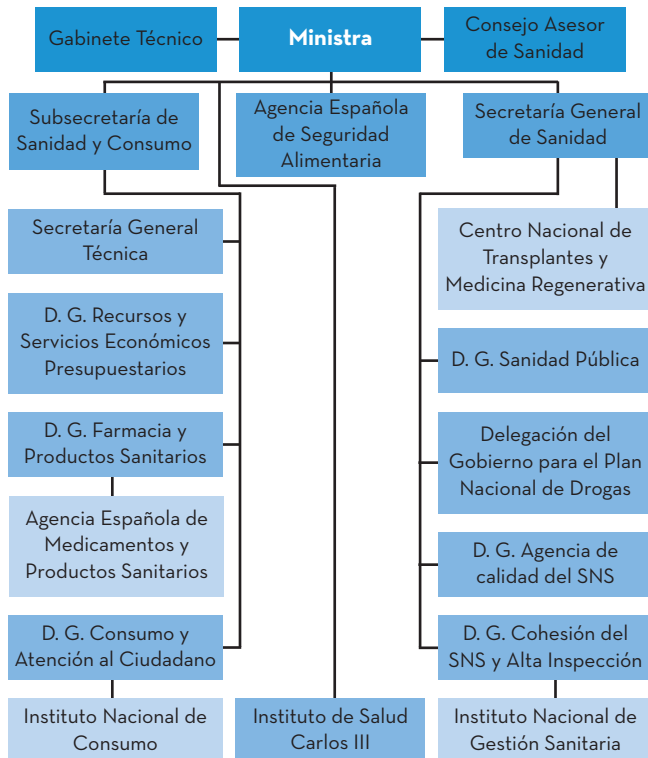 Gabinete Técnico
Ministra
Consejo Asesor
de Sanidad
Subsecretaría de
Sanidad y Consumo
Agencia Española
de Seguridad
Alimentaria
Secretaría General
de Sanidad
Secretaría General
Técnica
Centro Nacional de
Transplantes y
Medicina Regenerativa
D. G. Recursos y
Servicios Económicos
Presupuestarios
D. G. Sanidad Pública
D. G. Farmacia y
Productos Sanitarios
Delegación del
Gobierno para el Plan
Nacional de Drogas
Agencia Española de
Medicamentos y
Productos Sanitarios
D. G. Agencia de
calidad del SNS
D. G. Consumo y
Atención al Ciudadano
D. G. Cohesión del
SNS y Alta Inspección
Instituto Nacional de
Consumo
Instituto de Salud
Carlos III
Instituto Nacional de
Gestión Sanitaria